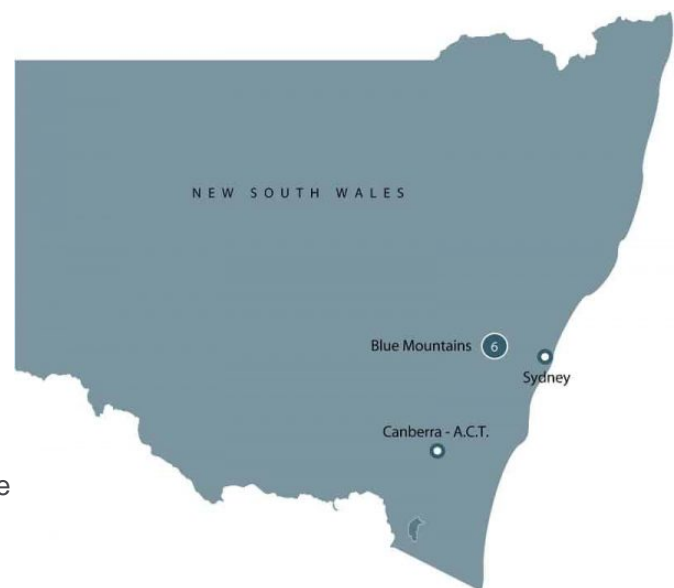 NEW SOUTH WALES
Blue Mountains 6
Sydney
Canberra - A.C.T.
e